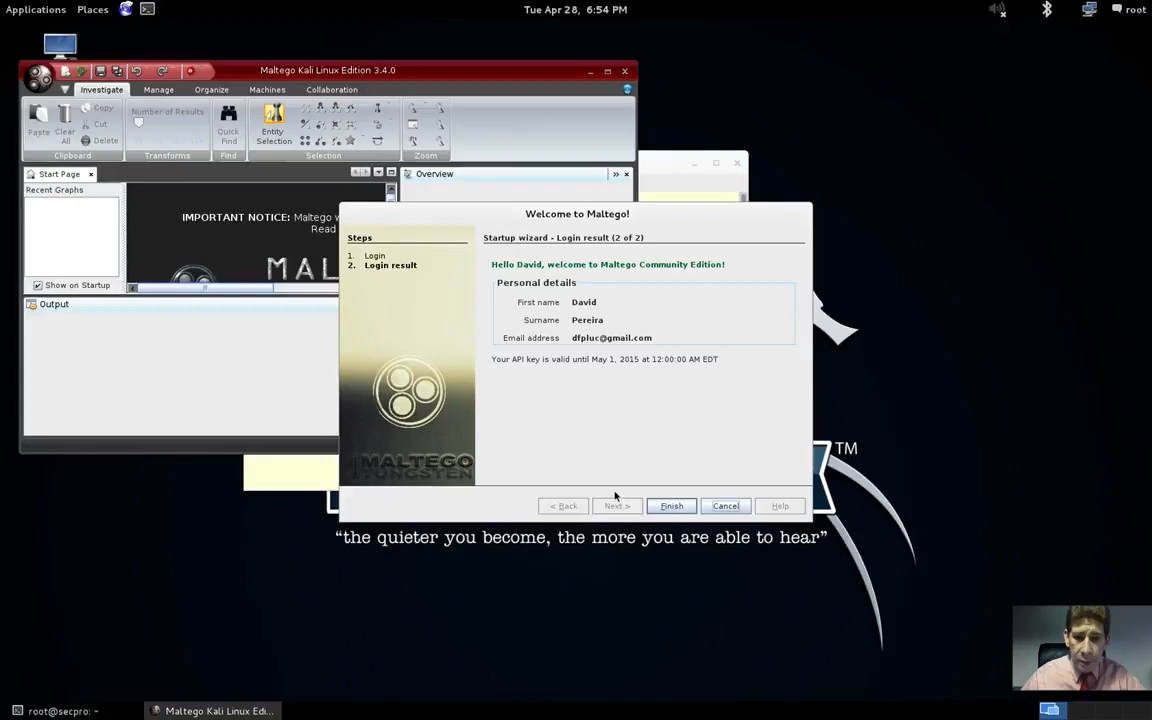 Applications Places Tue Apr 28, 6:54 PM root
Maltego Kali Linux Edition 3.4.0
Investigate Manage Organize Machines Collaboration
Paste Clear All Copy Cut Delete Number of Results Quick Find Entity Selection
Clipboard Transforms Find Selection Zoom
Start Page Overview
Recent Graphs
IMPORTANT NOTICE: Maltego w
Read
MAL
Show on Startup
Output
Welcome to Maltego!
Steps
1. Login
2. Login result
Startup wizard - Login result (2 of 2)
Hello David, welcome to Maltego Community Edition!
Personal details
First name David
Surname Pereira
Email address dfpluc@gmail.com
Your API key is valid until May 1, 2015 at 12:00:00 AM EDT
MALTEGO
TUNGSTEN
< Back Next > Finish Cancel Help
TM
“the quieter you become, the more you are able to hear”
root@secpro: ~ Maltego Kali Linux Edi...